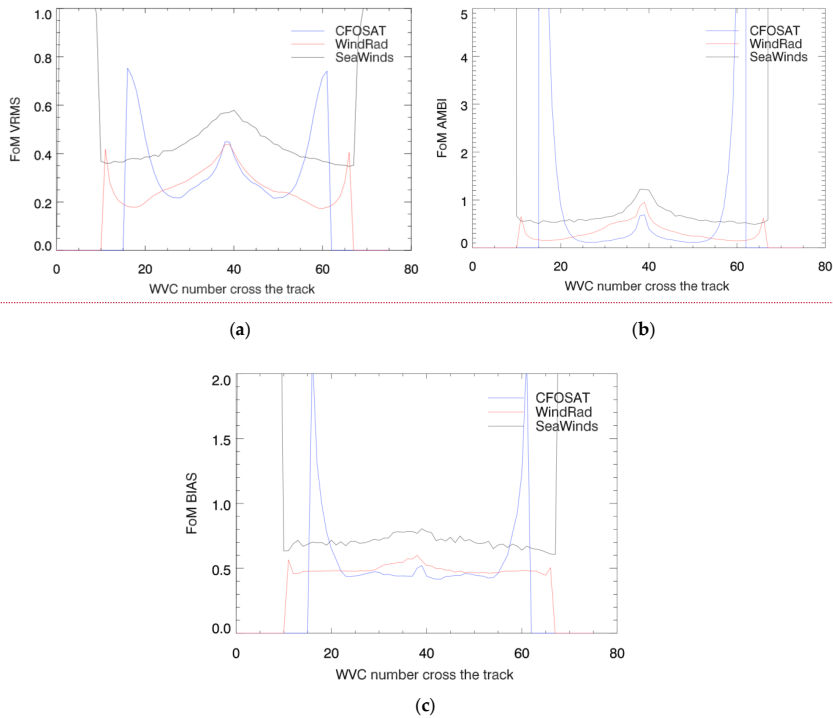 1.0
0.8
0.6
0.4
0.2
0.0
FoM VRMS
CFOSAT
WindRad
SeaWinds
0 20 40 60 80
WVC number cross the track
(a)
5
4
3
2
1
0
FoM AMBI
CFOSAT
WindRad
SeaWinds
0 20 40 60 80
WVC number cross the track
(b)
2.0
1.5
1.0
0.5
0.0
FoM BIAS
CFOSAT
WindRad
SeaWinds
0 20 40 60 80
WVC number cross the track
(c)